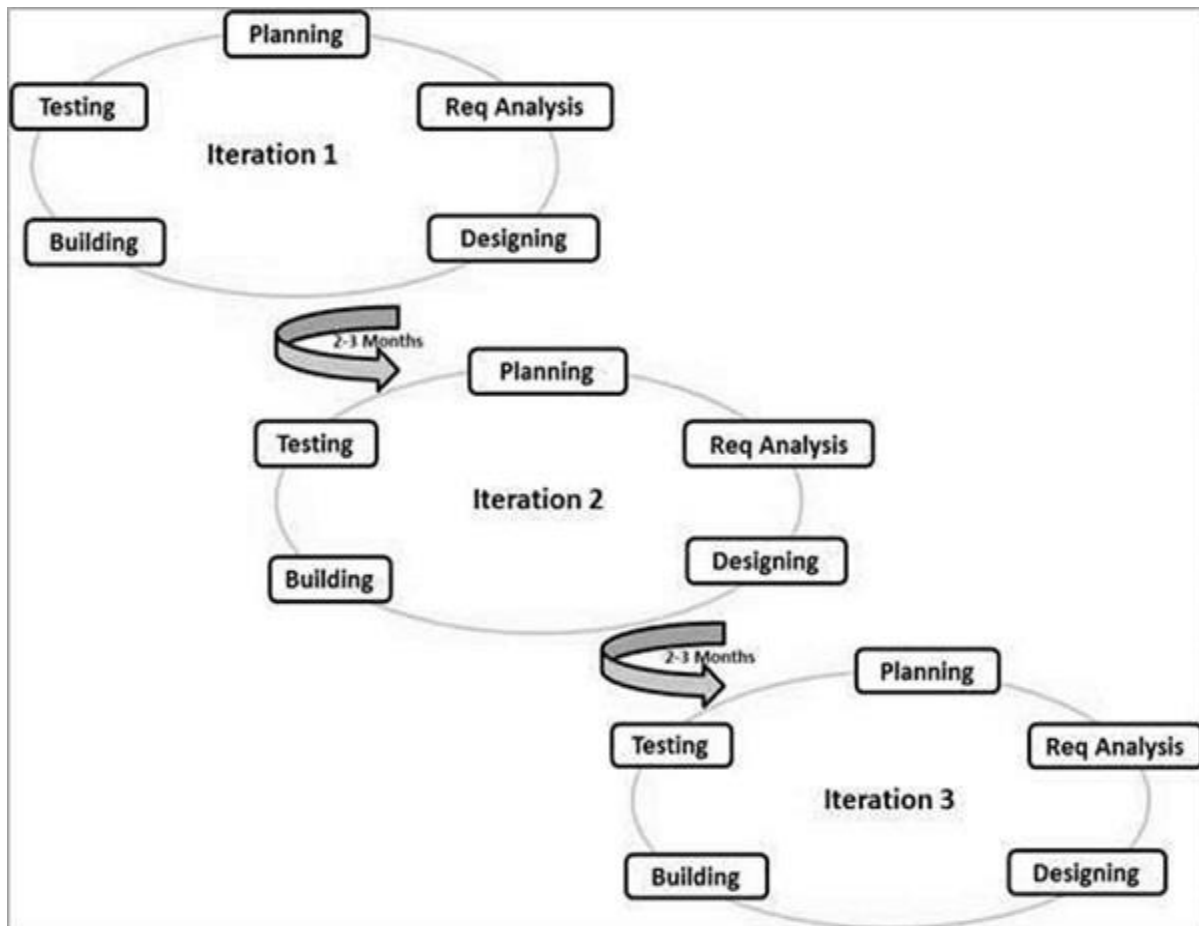 Planning
Testing
Req Analysis
Iteration 1
Building
Designing
2-3 Months
Planning
Testing
Req Analysis
Iteration 2
Building
Designing
2-3 Months
Planning
Testing
Req Analysis
Iteration 3
Building
Designing